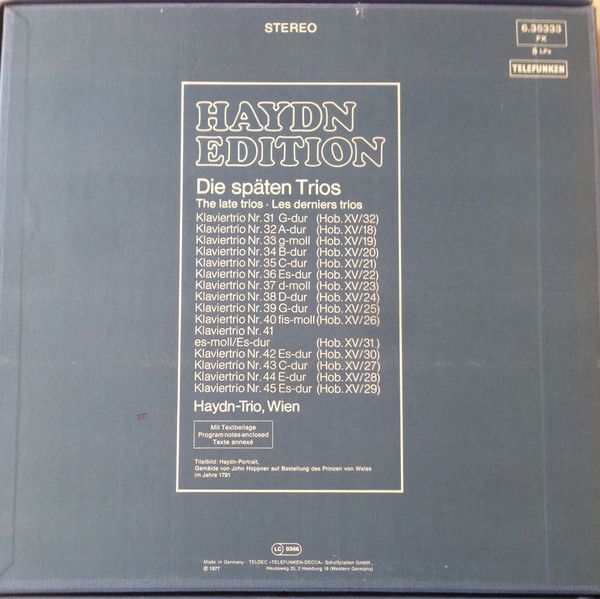 STEREO
6.35333
FK
5 LPs
TELEFUNKEN
HAYDN
EDITION
Die späten Trios
The late trios · Les derniers trios
Klaviertrio Nr. 31 G-dur (Hob. XV/32)
Klaviertrio Nr. 32 A-dur (Hob. XV/18)
Klaviertrio Nr. 33 g-moll (Hob. XV/19)
Klaviertrio Nr. 34 B-dur (Hob. XV/20)
Klaviertrio Nr. 35 C-dur (Hob. XV/21)
Klaviertrio Nr. 36 Es-dur (Hob. XV/22)
Klaviertrio Nr. 37 d-moll (Hob. XV/23)
Klaviertrio Nr. 38 D-dur (Hob. XV/24)
Klaviertrio Nr. 39 G-dur (Hob. XV/25)
Klaviertrio Nr. 40 fis-moll (Hob. XV/26)
Klaviertrio Nr. 41
es-moll/Es-dur (Hob. XV/31)
Klaviertrio Nr. 42 Es-dur (Hob. XV/30)
Klaviertrio Nr. 43 C-dur (Hob. XV/27)
Klaviertrio Nr. 44 E-dur (Hob. XV/28)
Klaviertrio Nr. 45 Es-dur (Hob. XV/29)
Haydn-Trio, Wien
Mit Textbeilage
Program notes enclosed
Texte annexé
Titelbild: Haydn-Portrait,
Gemälde von John Hoppner auf Bestellung des Prinzen von Wales
im Jahre 1791
LC 0366
Made in Germany · TELDEC »TELEFUNKEN-DECCA« Schallplatten GMBH.,
℗ 1977 Heussweg 25, 2 Hamburg 19 (Western Germany)